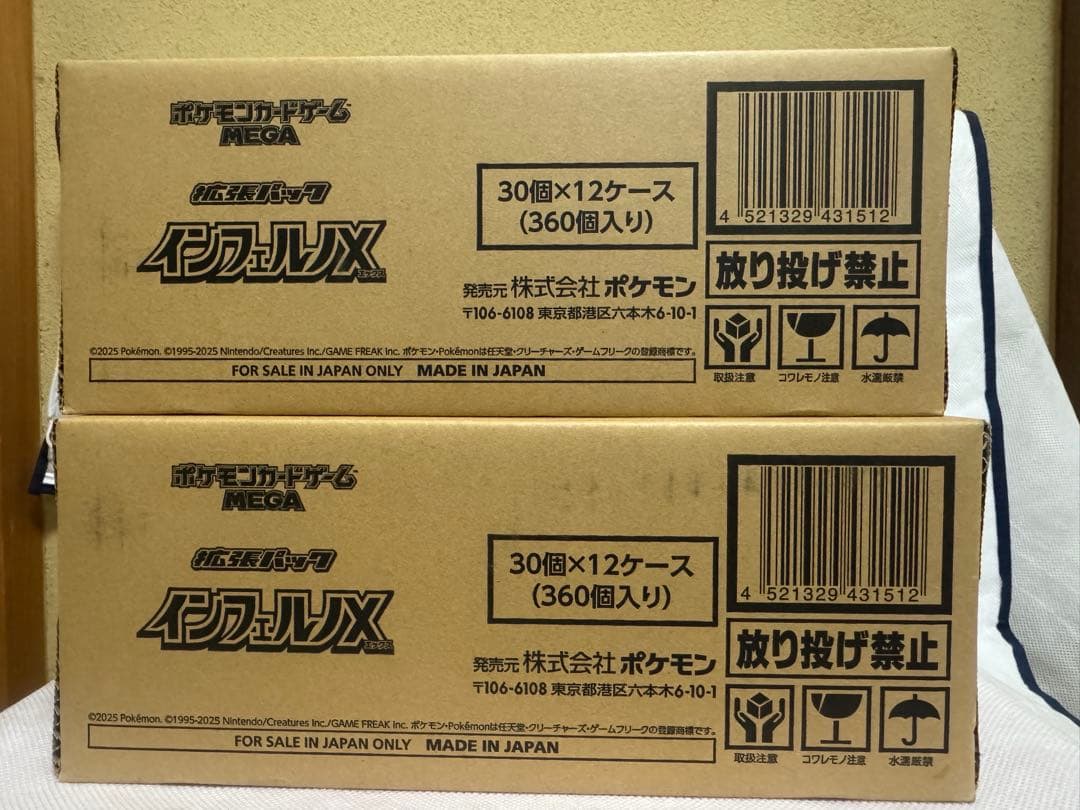 ポケモンカードゲーム
MEGA
拡張パック
インフェルノX
エックス
30個×12ケース
(360個入り)
発売元 株式会社 ポケモン
〒106-6108 東京都港区六本木6-10-1
4 521329 431512
放り投げ禁止
取扱注意 コワレモノ注意 水濡厳禁
©2025 Pokémon. ©1995-2025 Nintendo/Creatures Inc./GAME FREAK inc. ポケモン・Pokémonは任天堂・クリーチャーズ・ゲームフリークの登録商標です。
FOR SALE IN JAPAN ONLY MADE IN JAPAN
ポケモンカードゲーム
MEGA
拡張パック
インフェルノX
エックス
30個×12ケース
(360個入り)
発売元 株式会社 ポケモン
〒106-6108 東京都港区六本木6-10-1
4 521329 431512
放り投げ禁止
取扱注意 コワレモノ注意 水濡厳禁
©2025 Pokémon. ©1995-2025 Nintendo/Creatures Inc./GAME FREAK inc. ポケモン・Pokémonは任天堂・クリーチャーズ・ゲームフリークの登録商標です。
FOR SALE IN JAPAN ONLY MADE IN JAPAN